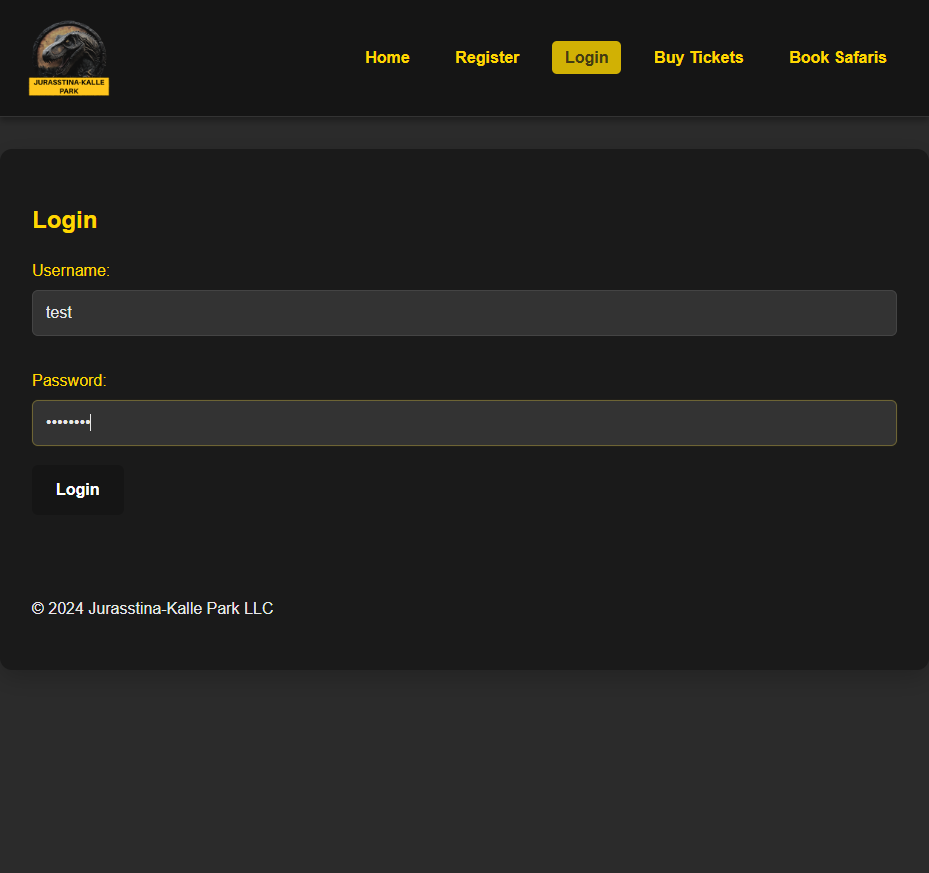 JURASSTINA-KALLE
PARK
Home Register Login Buy Tickets Book Safaris
Login
Username:
test
Password:
••••••••
Login
© 2024 Jurasstina-Kalle Park LLC